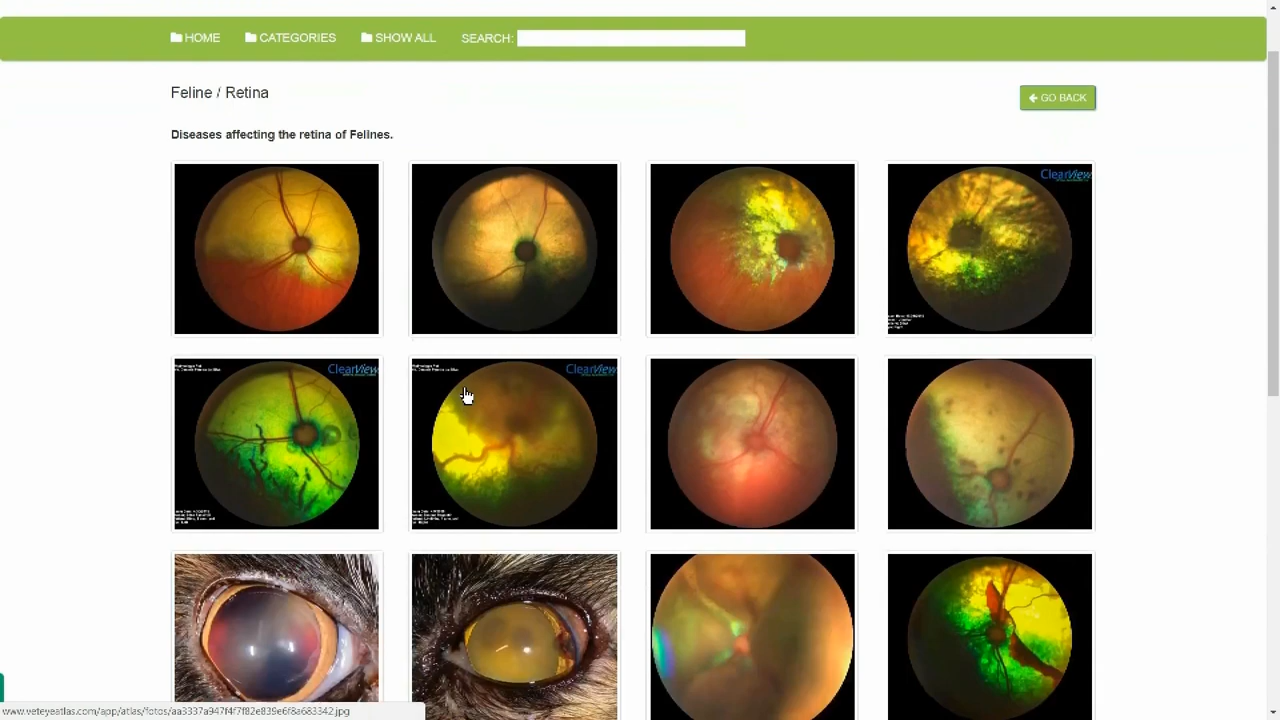 HOME CATEGORIES SHOW ALL SEARCH:
Feline / Retina
GO BACK
Diseases affecting the retina of Felines.
ClearView
ClearView
ClearView
www.veteyeatlas.com/app/atlas/fotos/aa3337a947f4f7f82e839e6f8a683342.jpg